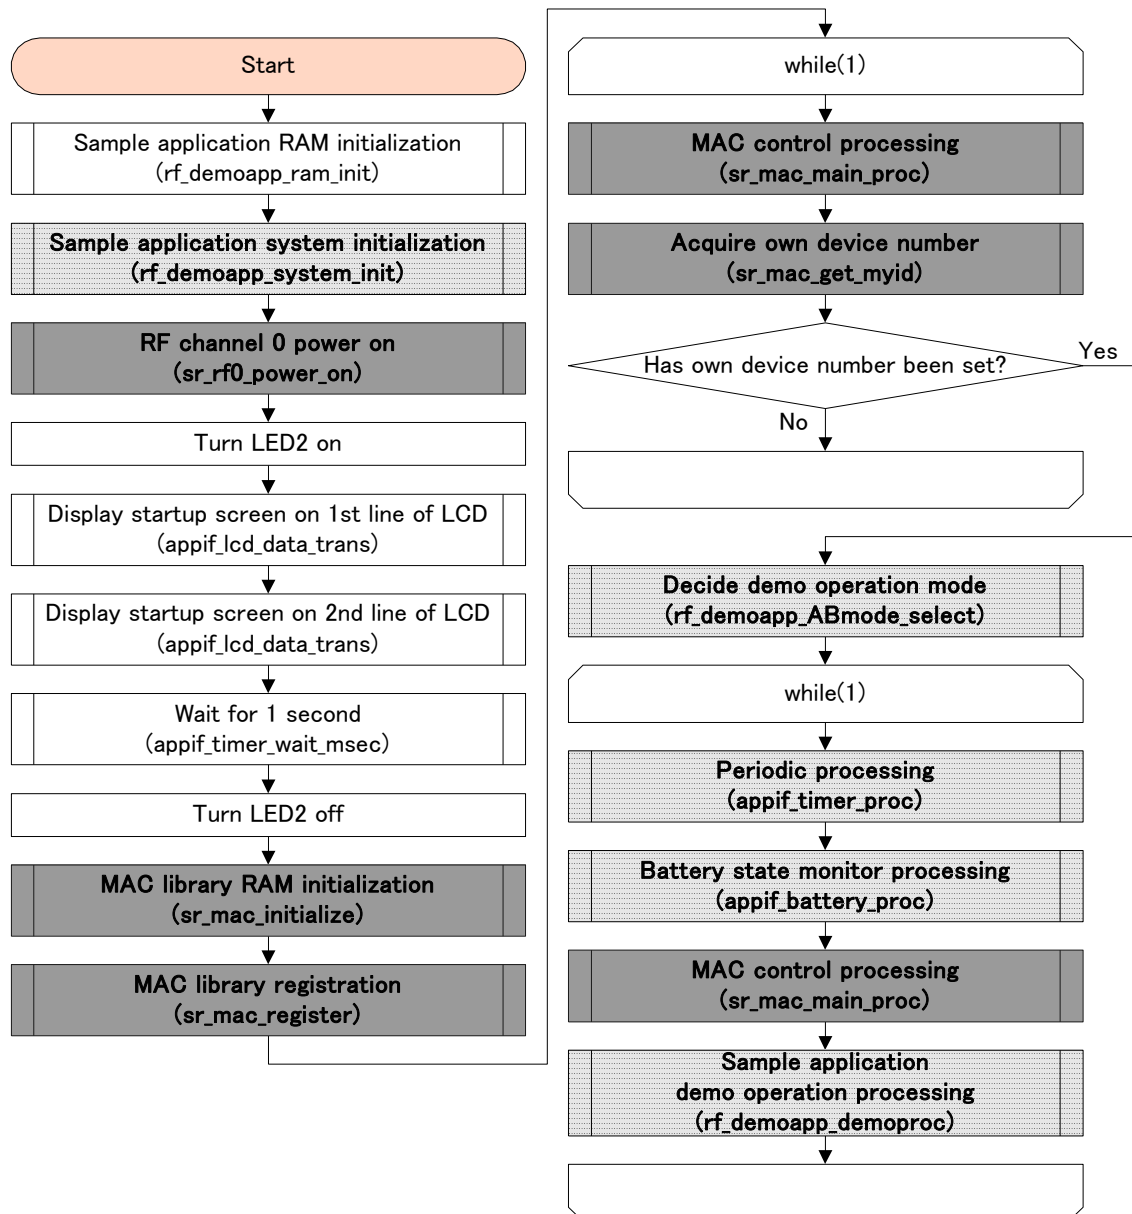 Start
Sample application RAM initialization
(rf_demoapp_ram_init)
Sample application system initialization
(rf_demoapp_system_init)
RF channel 0 power on
(sr_rf0_power_on)
Turn LED2 on
Display startup screen on 1st line of LCD
(appif_lcd_data_trans)
Display startup screen on 2nd line of LCD
(appif_lcd_data_trans)
Wait for 1 second
(appif_timer_wait_msec)
Turn LED2 off
MAC library RAM initialization
(sr_mac_initialize)
MAC library registration
(sr_mac_register)
while(1)
MAC control processing
(sr_mac_main_proc)
Acquire own device number
(sr_mac_get_myid)
Has own device number been set?
Yes
No
Decide demo operation mode
(rf_demoapp_ABmode_select)
while(1)
Periodic processing
(appif_timer_proc)
Battery state monitor processing
(appif_battery_proc)
MAC control processing
(sr_mac_main_proc)
Sample application
demo operation processing
(rf_demoapp_demoproc)